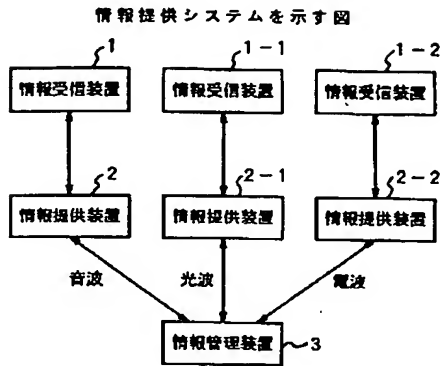 情報提供システムを示す図
1 1-1 1-2
情報受信装置 情報受信装置 情報受信装置
2 2-1 2-2
情報提供装置 情報提供装置 情報提供装置
音波 光波 電波
情報管理装置 3